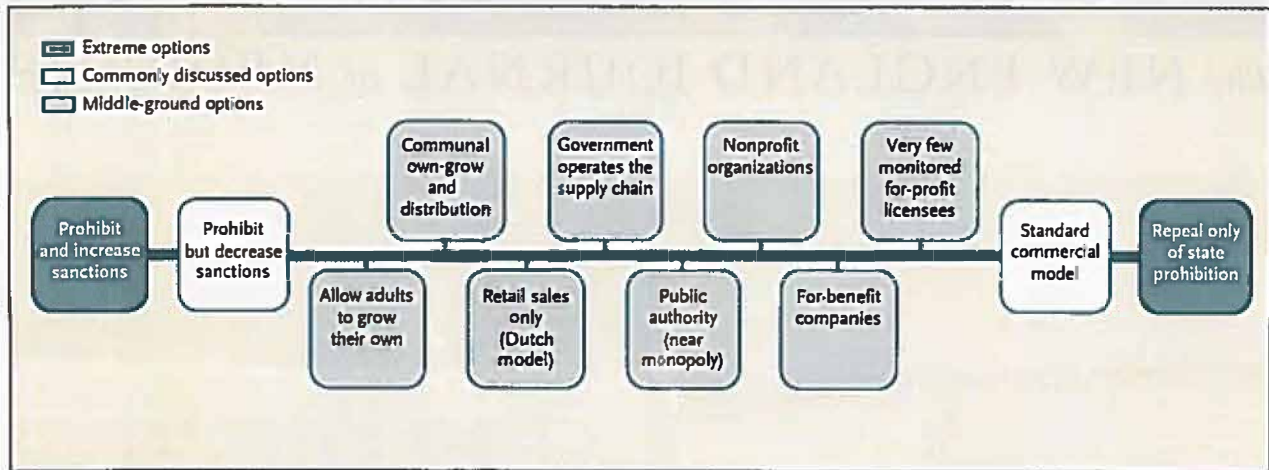 Extreme options
Commonly discussed options
Middle-ground options
Prohibit
and increase
sanctions
Prohibit
but decrease
sanctions
Allow adults
to grow
their own
Communal
own-grow
and
distribution
Retail sales
only
(Dutch
model)
Government
operates the
supply chain
Public
authority
(near
monopoly)
Nonprofit
organizations
For-benefit
companies
Very few
monitored
for-profit
licensees
Standard
commercial
model
Repeal only
of state
prohibition